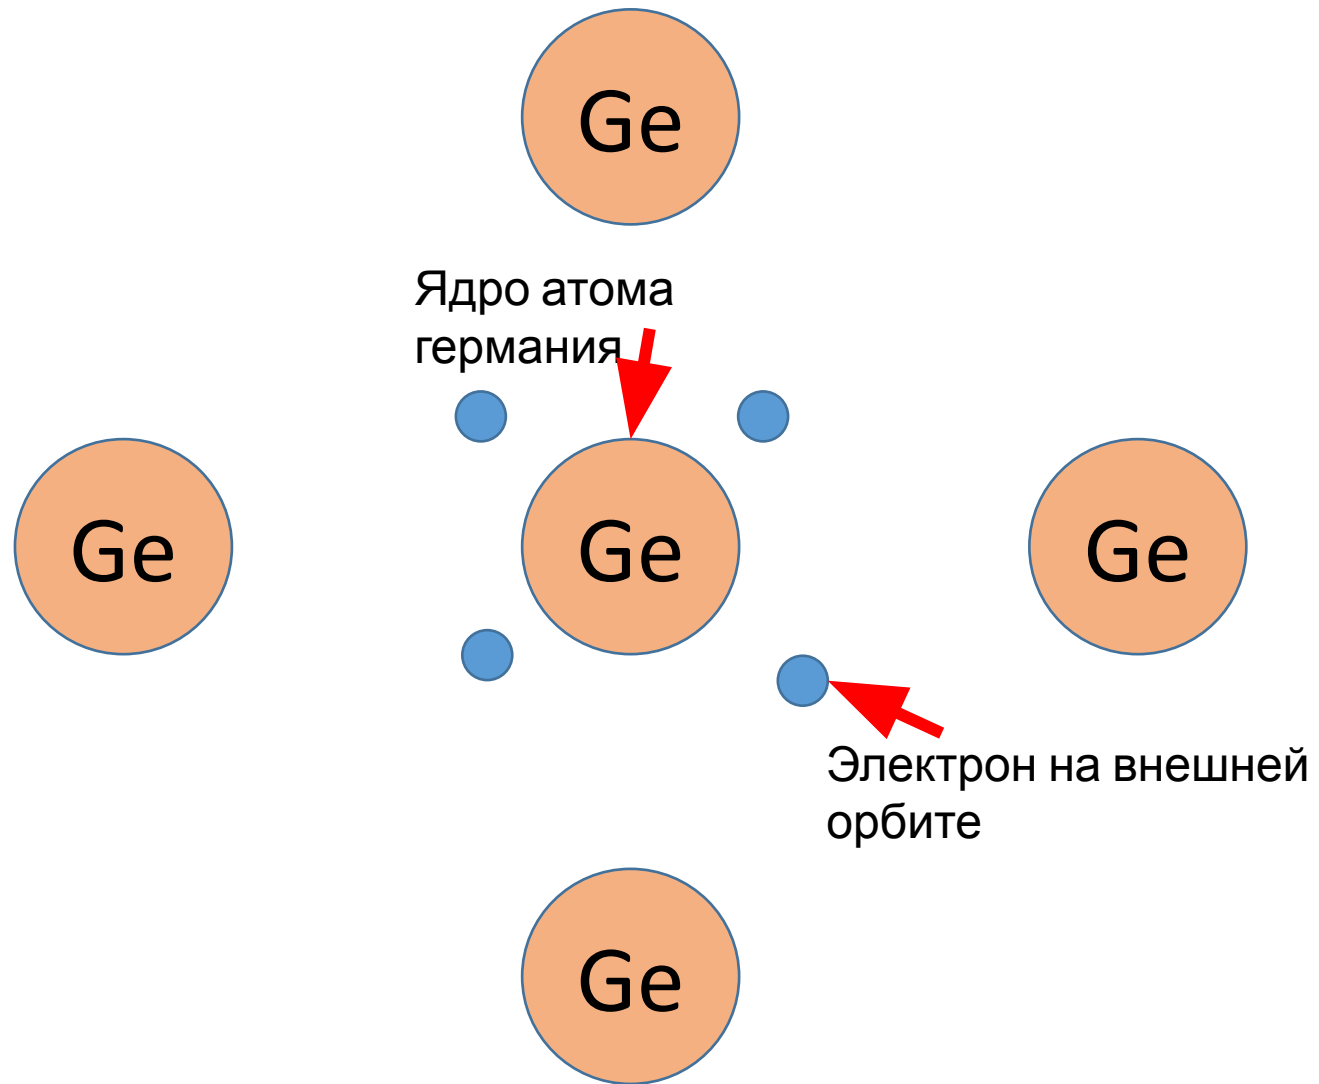 Ge
Ядро атома
германия
Ge
Ge
Ge
Электрон на внешней
орбите
Ge